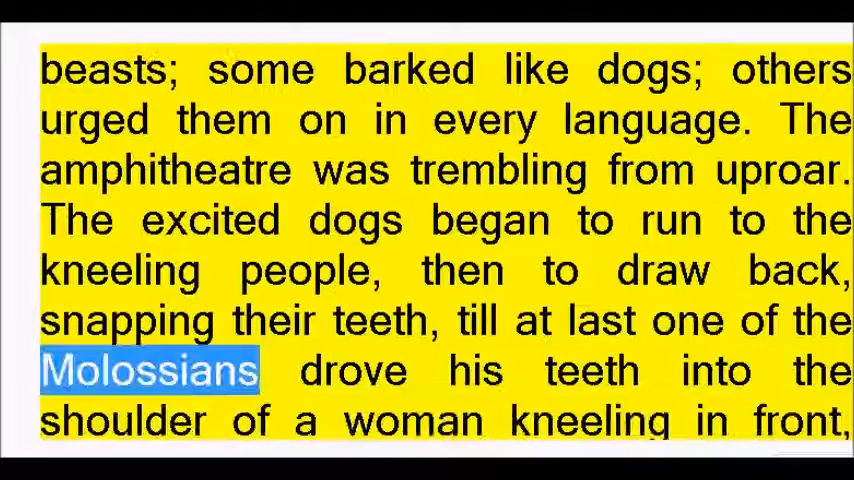 beasts; some barked like dogs; others
urged them on in every language. The
amphitheatre was trembling from uproar.
The excited dogs began to run to the
kneeling people, then to draw back,
snapping their teeth, till at last one of the
Molossians drove his teeth into the
shoulder of a woman kneeling in front,